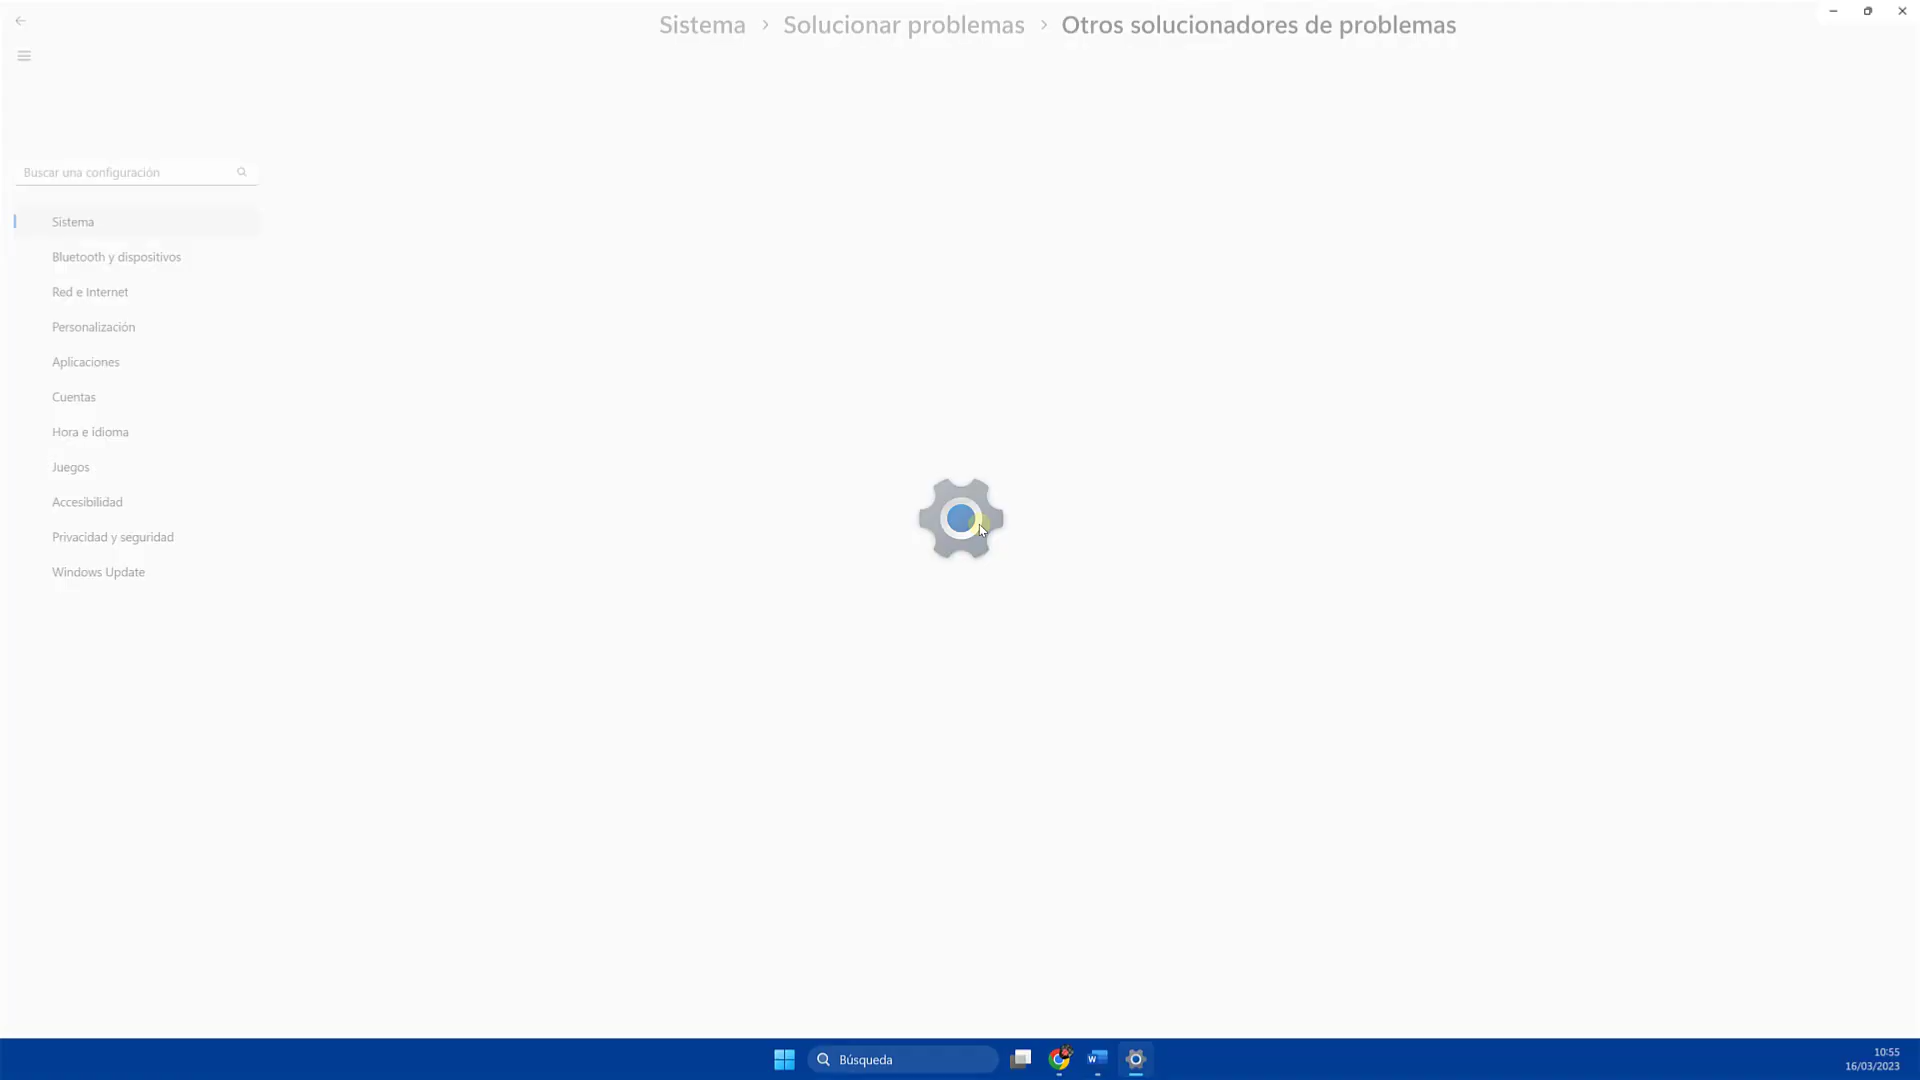 Sistema > Solucionar problemas > Otros solucionadores de problemas
Buscar una configuración
Sistema
Bluetooth y dispositivos
Red e Internet
Personalización
Aplicaciones
Cuentas
Hora e idioma
Juegos
Accesibilidad
Privacidad y seguridad
Windows Update
Búsqueda
W
10:55
16/03/2023